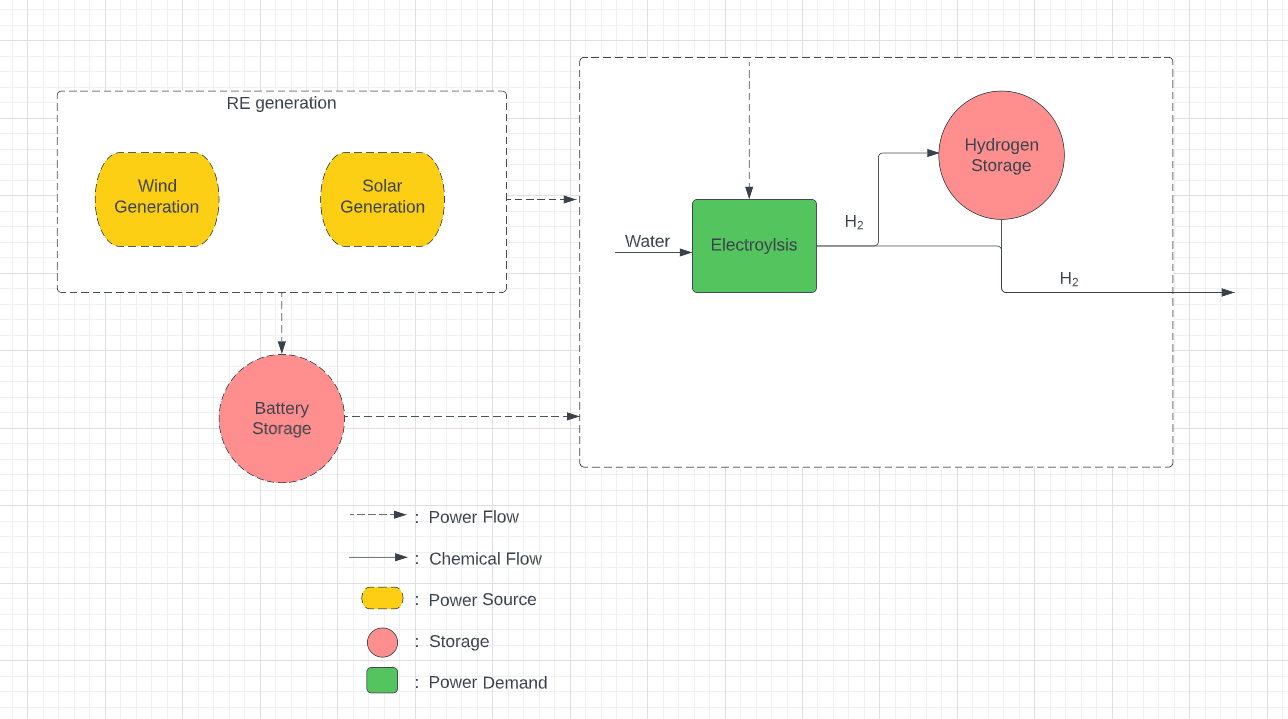 RE generation
Wind
Generation
Solar
Generation
Hydrogen
Storage
Water
Electroylsis
H2
H2
Battery
Storage
: Power Flow
: Chemical Flow
: Power Source
: Storage
: Power Demand